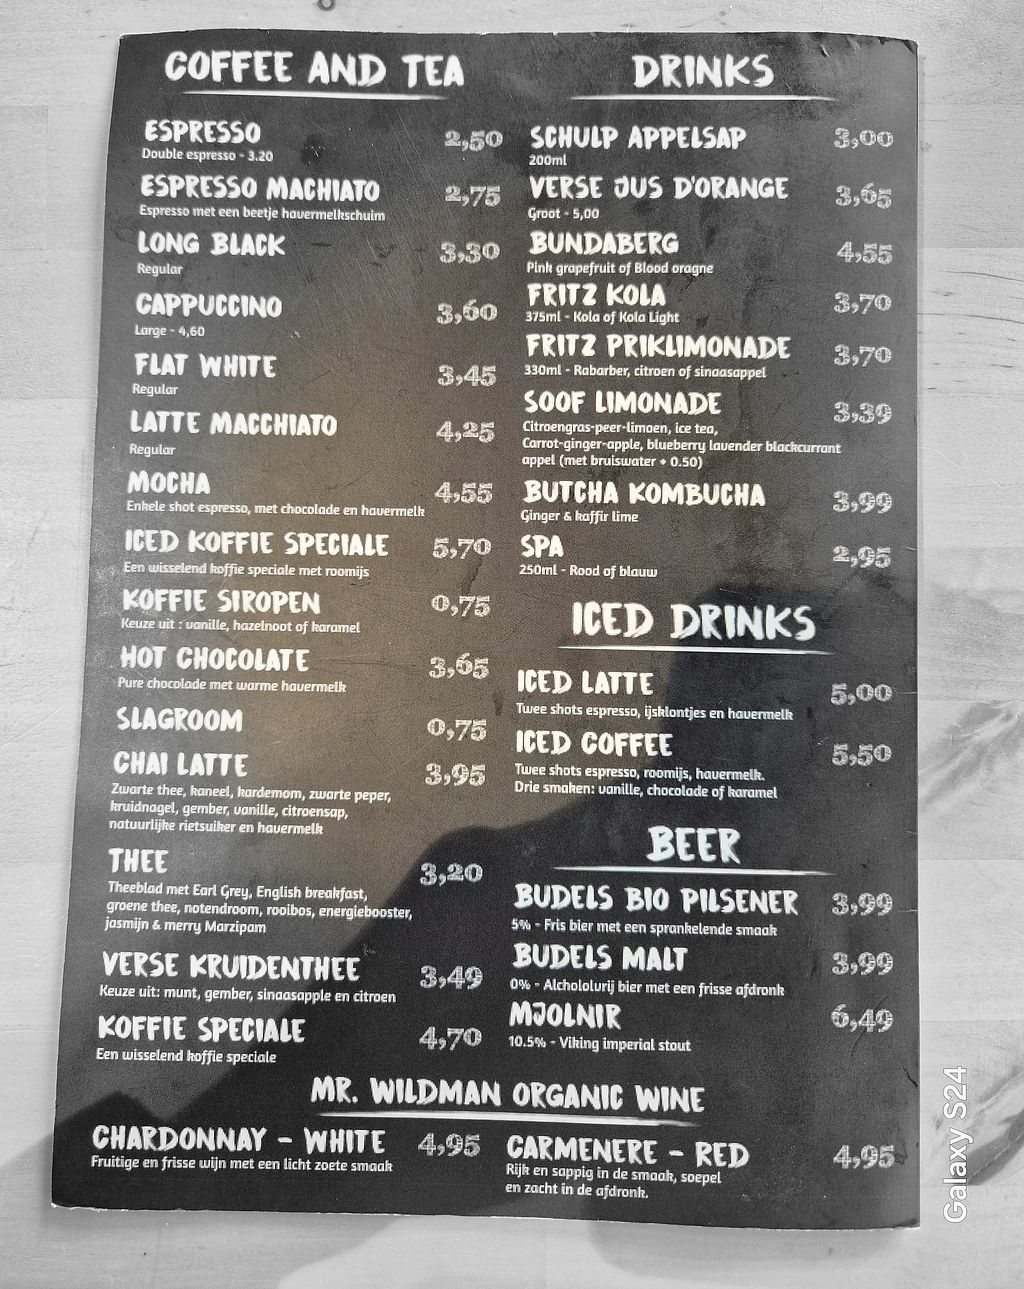 COFFEE AND TEA
ESPRESSO 2,50
Double espresso - 3.20
ESPRESSO MACHIATO 2,75
Espresso met een beetje havermelkschuim
LONG BLACK 3,30
Regular
CAPPUCCINO 3,60
Large - 4,60
FLAT WHITE 3,45
Regular
LATTE MACCHIATO 4,25
Regular
MOCHA 4,55
Enkele shot espresso, met chocolade en havermelk
ICED KOFFIE SPECIALE 5,70
Een wisselend koffie speciale met roomijs
KOFFIE SIROPEN 0,75
Keuze uit : vanille, hazelnoot of karamel
HOT CHOCOLATE 3,65
Pure chocolade met warme havermelk
SLAGROOM 0,75
CHAI LATTE 3,95
Zwarte thee, kaneel, kardemom, zwarte peper,
kruidnagel, gember, vanille, citroensap,
natuurlijke rietsuiker en havermelk
THEE 3,20
Theeblad met Earl Grey, English breakfast,
groene thee, notendroom, rooibos, energiebooster,
jasmijn & merry Marzipam
VERSE KRUIDENTHEE 3,49
Keuze uit: munt, gember, sinaasapple en citroen
KOFFIE SPECIALE 4,70
Een wisselend koffie speciale
DRINKS
SCHULP APPELSAP 3,00
200ml
VERSE JUS D'ORANGE 3,65
Groot - 5,00
BUNDABERG 4,55
Pink grapefruit of Blood oragne
FRITZ KOLA 3,70
375ml - Kola of Kola Light
FRITZ PRIKLIMONADE 3,70
330ml - Rabarber, citroen of sinaasappel
SOOF LIMONADE 3,39
Citroengras-peer-limoen, ice tea,
Carrot-ginger-apple, blueberry lavender blackcurrant
appel (met bruiswater + 0.50)
BUTCHA KOMBUCHA 3,99
Ginger & kaffir lime
SPA 2,95
250ml - Rood of blauw
ICED DRINKS
ICED LATTE 5,00
Twee shots espresso, ijsklontjes en havermelk
ICED COFFEE 5,50
Twee shots espresso, roomijs, havermelk.
Drie smaken: vanille, chocolade of karamel
BEER
BUDELS BIO PILSENER 3,99
5% - Fris bier met een sprankelende smaak
BUDELS MALT 3,99
0% - Alchololvrij bier met een frisse afdronk
MJOLNIR 6,49
10.5% - Viking imperial stout
MR. WILDMAN ORGANIC WINE
CHARDONNAY - WHITE 4,95
Fruitige en frisse wijn met een licht zoete smaak
CARMENERE - RED 4,95
Rijk en sappig in de smaak, soepel
en zacht in de afdronk.
Galaxy S24